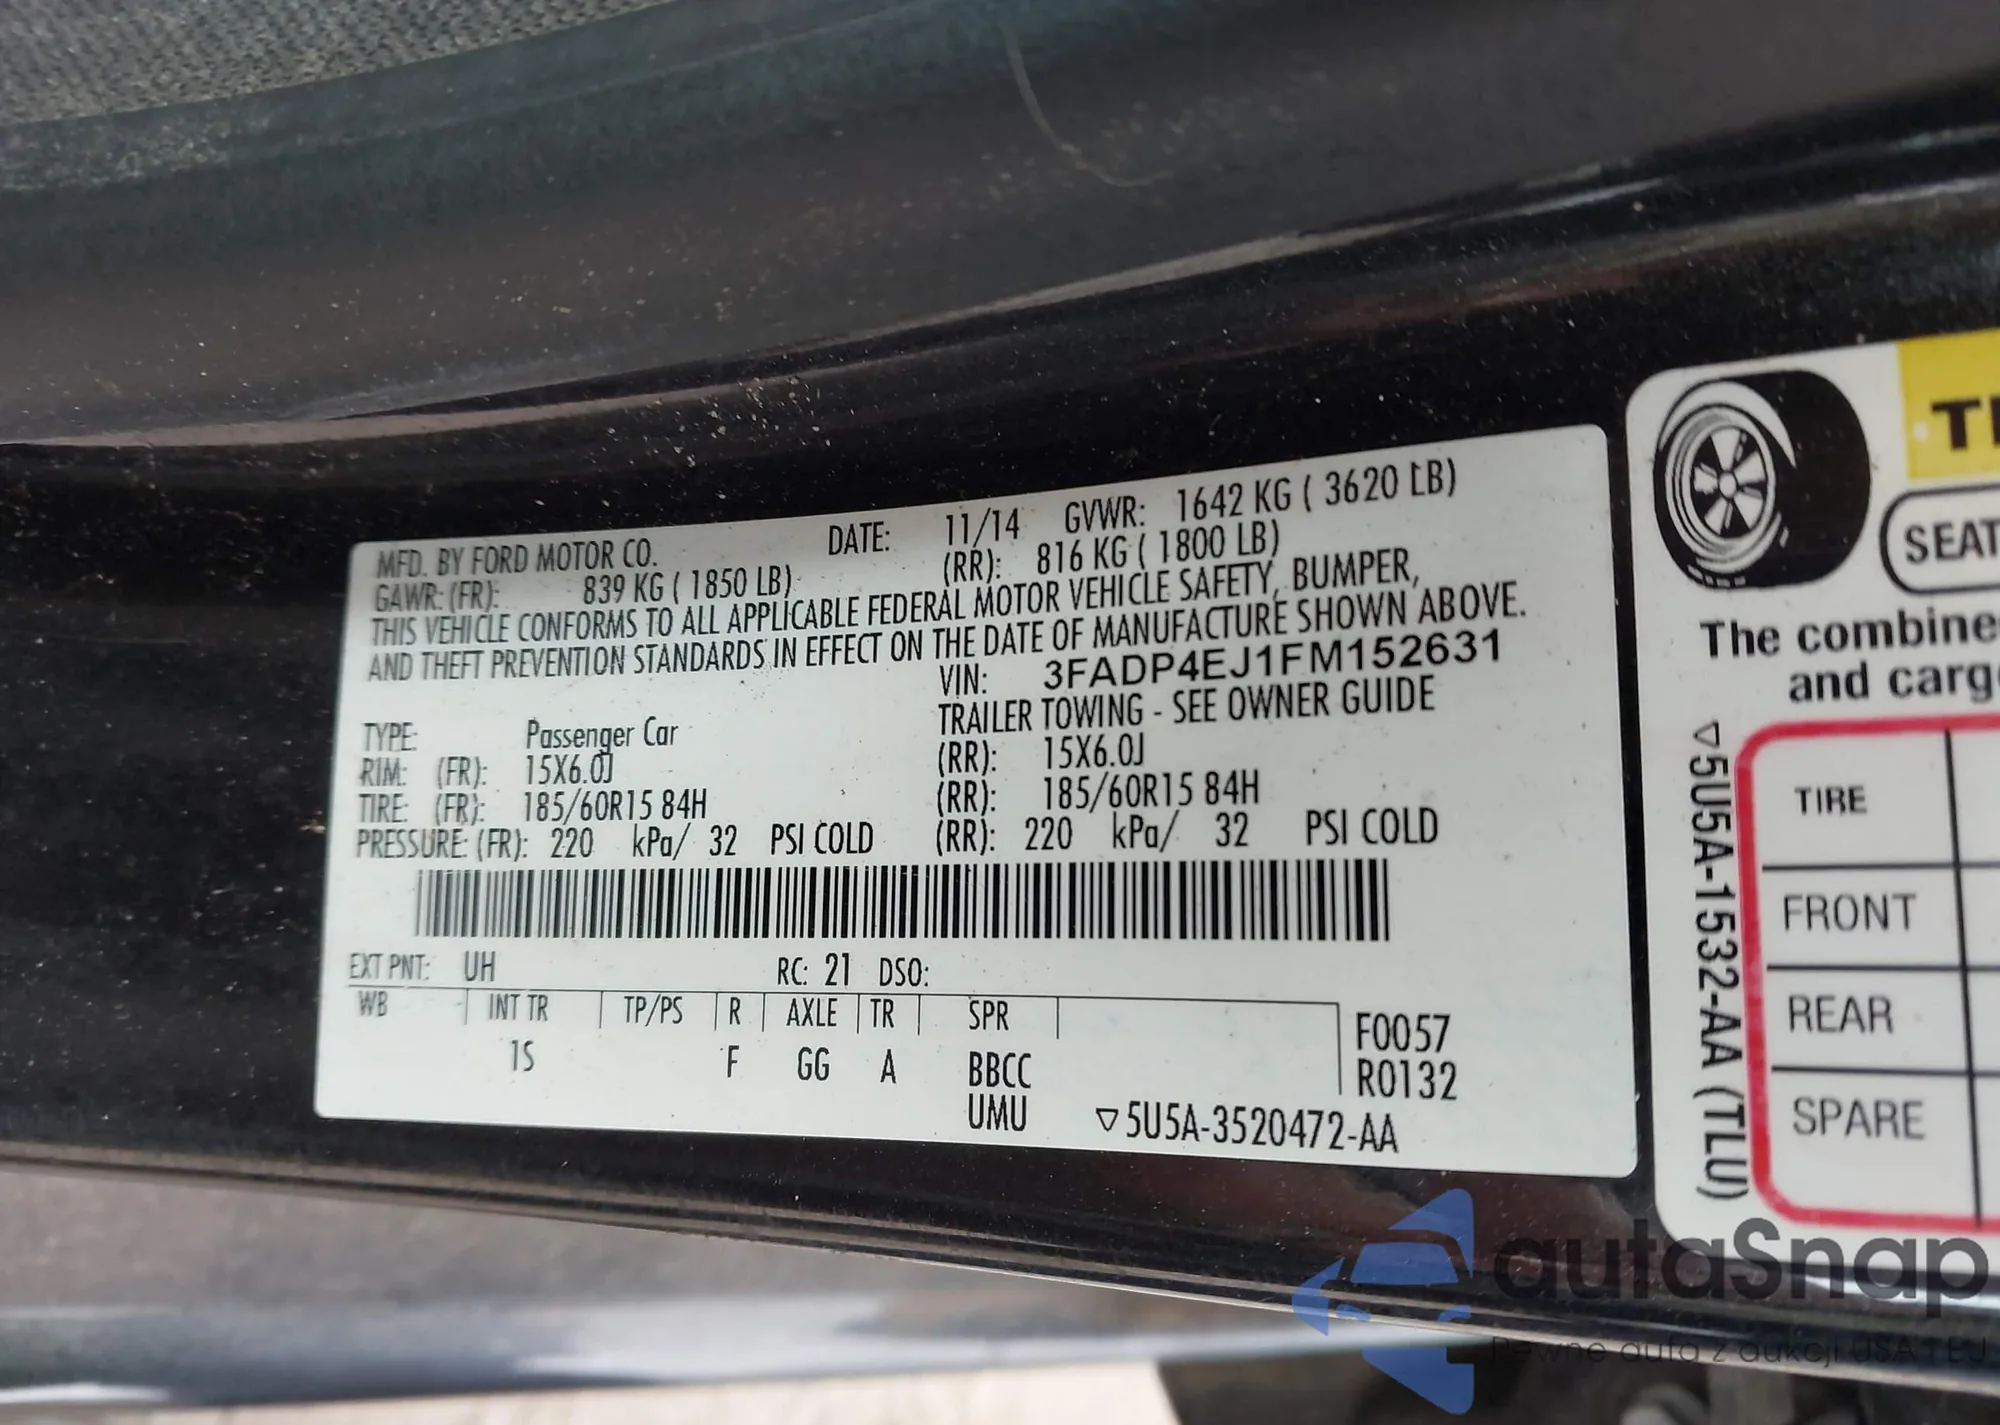 MFD. BY FORD MOTOR CO. DATE: 11/14 GVWR: 1642 KG ( 3620 LB)
GAWR: (FR): 839 KG ( 1850 LB) (RR): 816 KG ( 1800 LB)
THIS VEHICLE CONFORMS TO ALL APPLICABLE FEDERAL MOTOR VEHICLE SAFETY, BUMPER,
AND THEFT PREVENTION STANDARDS IN EFFECT ON THE DATE OF MANUFACTURE SHOWN ABOVE.
VIN: 3FADP4EJ1FM152631
TYPE: Passenger Car TRAILER TOWING - SEE OWNER GUIDE
RIM: (FR): 15X6.0J (RR): 15X6.0J
TIRE: (FR): 185/60R15 84H (RR): 185/60R15 84H
PRESSURE: (FR): 220 kPa/ 32 PSI COLD (RR): 220 kPa/ 32 PSI COLD
EXT PNT: UH RC: 21 DSO:
WB INT TR TP/PS R AXLE TR SPR
1S F GG A BBCC
UMU
F0057
R0132
▽5U5A-3520472-AA
SEAT
The combine
and carg
▽5U5A-1532-AA (TLU)
TIRE
FRONT
REAR
SPARE
autaSnap
Pewne auta z aukcji USA i EU